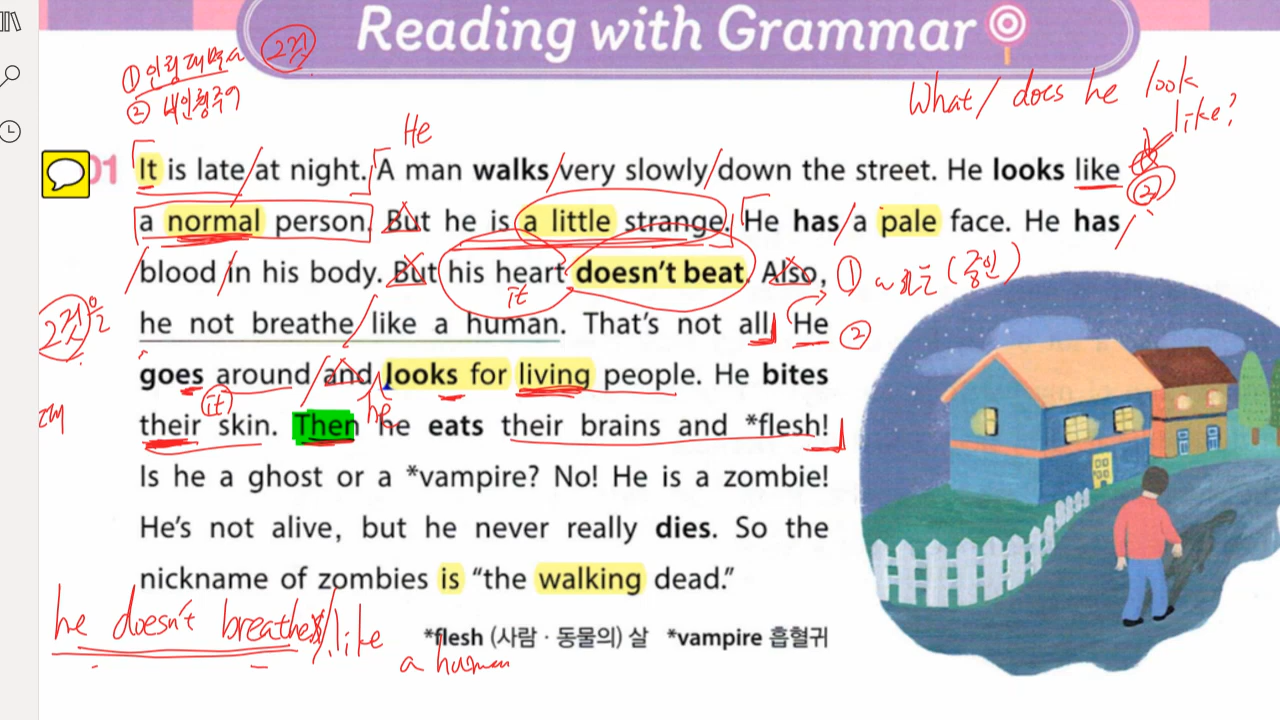 Reading with Grammar
① 인칭대명사
② 비인칭주어
2권
What / does he look
like?
He
01 It is late at night. A man walks very slowly down the street. He looks like
②
a normal person. But he is a little strange. He has a pale face. He has
blood in his body. But his heart doesn't beat. Also, ①
it
he not breathe like a human. That's not all. He ②
goes around and looks for living people. He bites
it
he
their skin. Then he eats their brains and *flesh!
Is he a ghost or a *vampire? No! He is a zombie!
He's not alive, but he never really dies. So the
nickname of zombies is "the walking dead."
he doesn't breathe / like
a human
*flesh (사람 · 동물의) 살 *vampire 흡혈귀